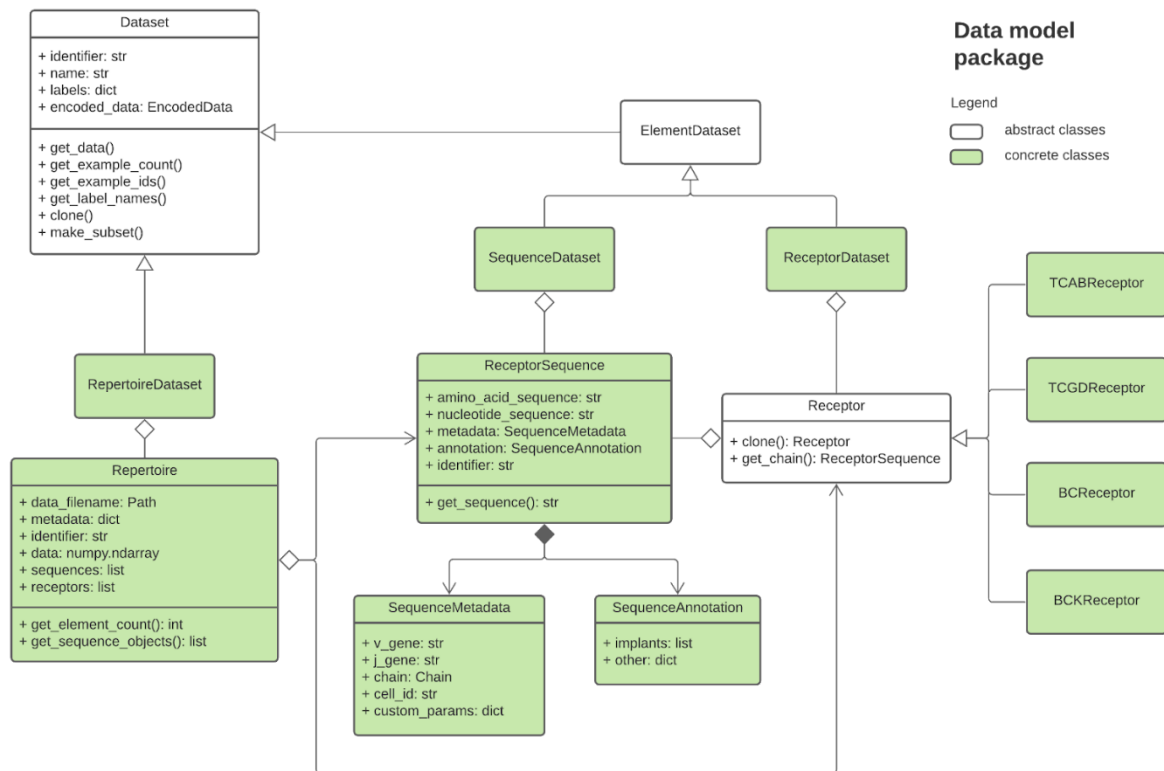 Dataset
+ identifier: str
+ name: str
+ labels: dict
+ encoded_data: EncodedData
+ get_data()
+ get_example_count()
+ get_example_ids()
+ get_label_names()
+ clone()
+ make_subset()
Data model
package
Legend
abstract classes
concrete classes
ElementDataset
SequenceDataset
ReceptorDataset
TCABReceptor
TCGDReceptor
BCReceptor
BCKReceptor
RepertoireDataset
ReceptorSequence
+ amino_acid_sequence: str
+ nucleotide_sequence: str
+ metadata: SequenceMetadata
+ annotation: SequenceAnnotation
+ identifier: str
+ get_sequence(): str
Receptor
+ clone(): Receptor
+ get_chain(): ReceptorSequence
Repertoire
+ data_filename: Path
+ metadata: dict
+ identifier: str
+ data: numpy.ndarray
+ sequences: list
+ receptors: list
+ get_element_count(): int
+ get_sequence_objects(): list
SequenceMetadata
+ v_gene: str
+ j_gene: str
+ chain: Chain
+ cell_id: str
+ custom_params: dict
SequenceAnnotation
+ implants: list
+ other: dict